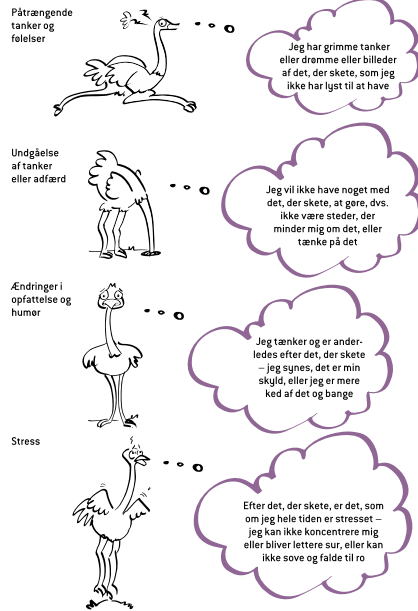 Påtrængende
tanker og
følelser
Jeg har grimme tanker
eller drømme eller billeder
af det, der skete, som jeg
ikke har lyst til at have
Undgåelse
af tanker
eller adfærd
Jeg vil ikke have noget med
det, der skete, at gøre, dvs.
ikke være steder, der
minder mig om det, eller
tænke på det
Ændringer i
opfattelse og
humør
Jeg tænker og er ander-
ledes efter det, der skete
– jeg synes, det er min
skyld, eller jeg er mere
ked af det og bange
Stress
Efter det, der skete, er det, som
om jeg hele tiden er stresset –
jeg kan ikke koncentrere mig
eller bliver lettere sur, eller kan
ikke sove og falde til ro